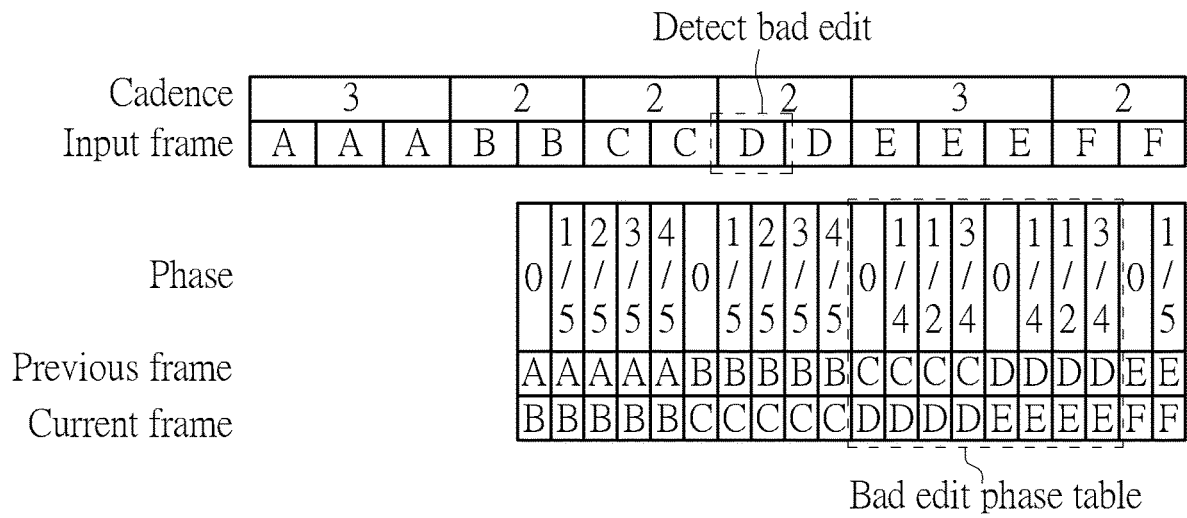 Detect bad edit
Cadence 3 2 2 2 3 2
Input frame A A A B B C C D D E E E F F
Phase 0 1/5 2/5 3/5 4/5 0 1/5 2/5 3/5 4/5 0 1/4 1/2 3/4 0 1/4 1/2 3/4 0 1/5
Previous frame A A A A A B B B B B C C C C D D D D E E
Current frame B B B B B C C C C C D D D D E E E E F F
Bad edit phase table